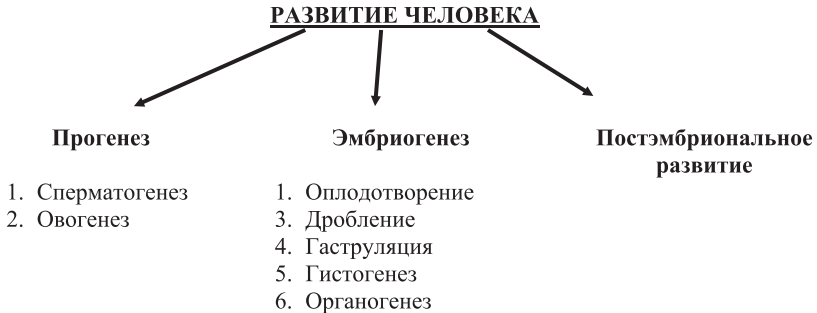 РАЗВИТИЕ ЧЕЛОВЕКА
Прогенез
1. Сперматогенез
2. Овогенез
Эмбриогенез
1. Оплодотворение
3. Дробление
4. Гаструляция
5. Гистогенез
6. Органогенез
Постэмбриональное
развитие